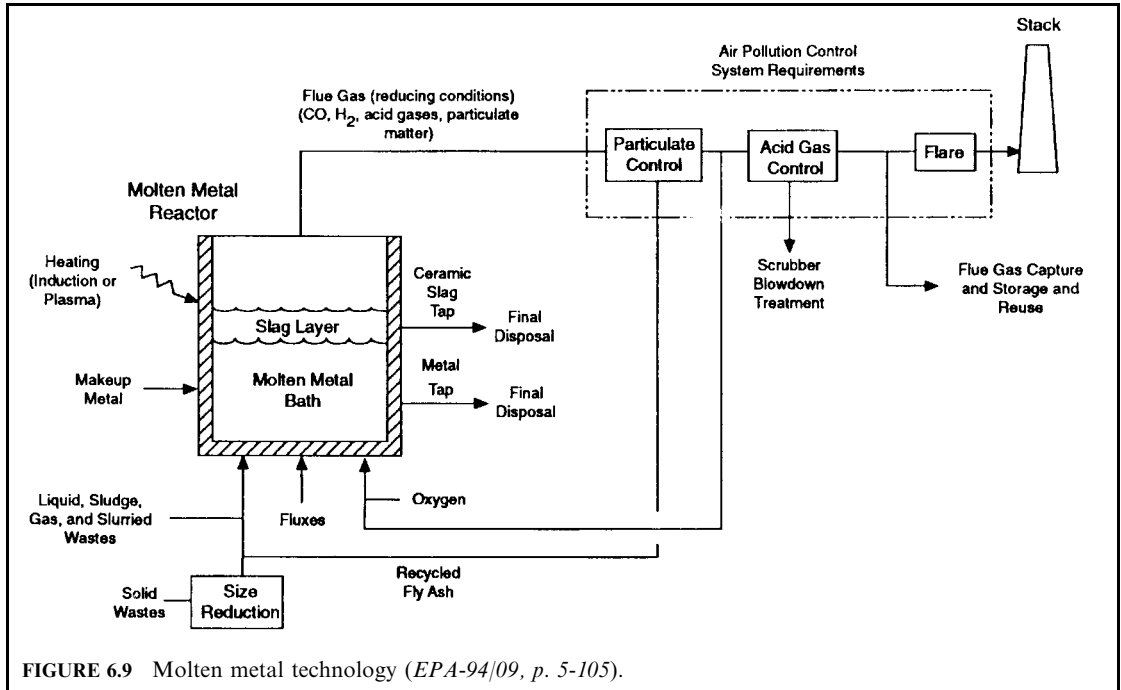 Stack
Air Pollution Control
System Requirements
Flue Gas (reducing conditions)
(CO, H2, acid gases, particulate
matter)
Particulate
Control
Acid Gas
Control
Flare
Molten Metal
Reactor
Heating
(Induction or
Plasma)
Ceramic
Slag
Tap
Final
Disposal
Scrubber
Blowdown
Treatment
Flue Gas Capture
and Storage and
Reuse
Slag Layer
Makeup
Metal
Molten Metal
Bath
Metal
Tap
Final
Disposal
Liquid, Sludge,
Gas, and Slurried
Wastes
Fluxes
Oxygen
Recycled
Fly Ash
Solid
Wastes
Size
Reduction
FIGURE 6.9 Molten metal technology (EPA-94/09, p. 5-105).